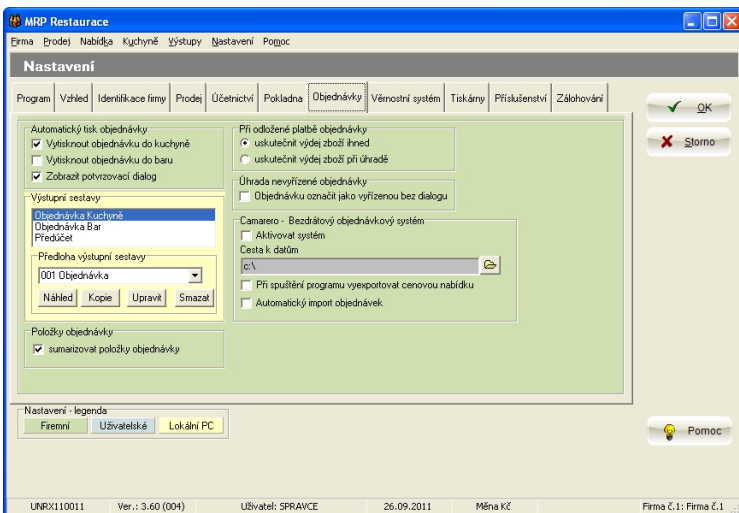 MRP Restaurace
Firma Prodej Nabídka Kuchyně Výstupy Nastavení Pomoc
Nastavení
Program Vzhled Identifikace firmy Prodej Účetnictví Pokladna Objednávky Věrnostní systém Tiskárny Příslušenství Zálohování
OK
Storno
Automatický tisk objednávky
Vytisknout objednávku do kuchyně
Vytisknout objednávku do baru
Zobrazit potvrzovací dialog
Výstupní sestavy
Objednávka Kuchyně
Objednávka Bar
Předúčet
Předloha výstupní sestavy
001 Objednávka
Náhled Kopie Upravit Smazat
Položky objednávky
sumarizovat položky objednávky
Při odložené platbě objednávky
uskutečnit výdej zboží ihned
uskutečnit výdej zboží při úhradě
Úhrada nevyřízené objednávky
Objednávku označit jako vyřízenou bez dialogu
Camarero - Bezdrátový objednávkový systém
Aktivovat systém
Cesta k datům
c:\
Při spuštění programu vyexportovat cenovou nabídku
Automatický import objednávek
Nastavení - legenda
Firemní Uživatelské Lokální PC
Pomoc
UNRX110011 Ver.: 3.60 (004) Uživatel: SPRAVCE 26.09.2011 Měna Kč Firma č.1: Firma č.1